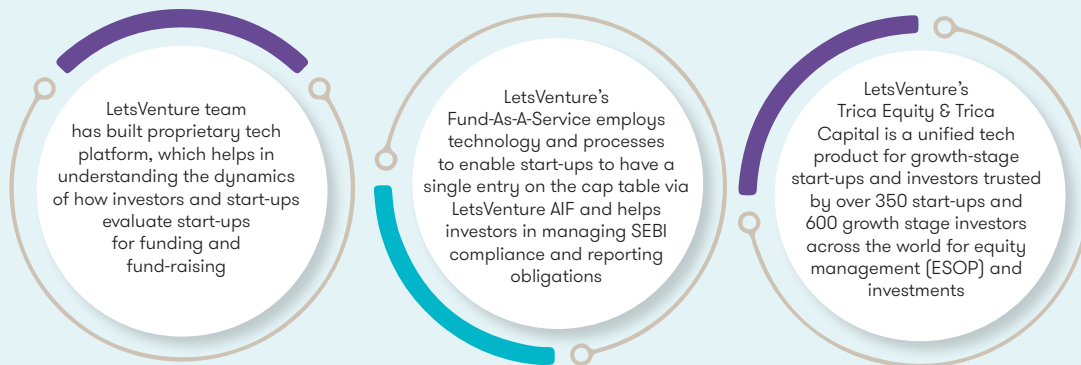 LetsVenture team
has built proprietary tech
platform, which helps in
understanding the dynamics
of how investors and start-ups
evaluate start-ups
for funding and
fund-raising
LetsVenture's
Fund-As-A-Service employs
technology and processes
to enable start-ups to have a
single entry on the cap table via
LetsVenture AIF and helps
investors in managing SEBI
compliance and reporting
obligations
LetsVenture's
Trica Equity & Trica
Capital is a unified tech
product for growth-stage
start-ups and investors trusted
by over 350 start-ups and
600 growth stage investors
across the world for equity
management (ESOP) and
investments